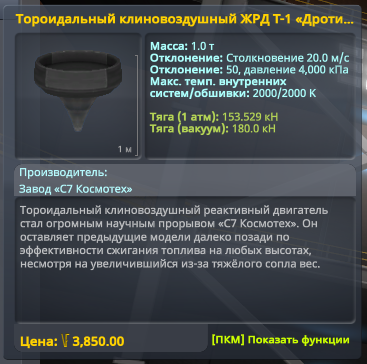 Тороидальный клиновоздушный ЖРД Т-1 «Дроти...
Масса: 1.0 т
Отклонение: Столкновение 20.0 м/с
Отклонение: 50, давление 4,000 кПа
Макс. темп. внутренних
систем/обшивки: 2000/2000 К
Тяга (1 атм): 153.529 кН
Тяга (вакуум): 180.0 кН
1 м
Производитель:
Завод «С7 Космотех»
Тороидальный клиновоздушный реактивный двигатель
стал огромным научным прорывом «С7 Космотех». Он
оставляет предыдущие модели далеко позади по
эффективности сжигания топлива на любых высотах,
несмотря на увеличившийся из-за тяжёлого сопла вес.
Цена: 3,850.00
[ПКМ] Показать функции